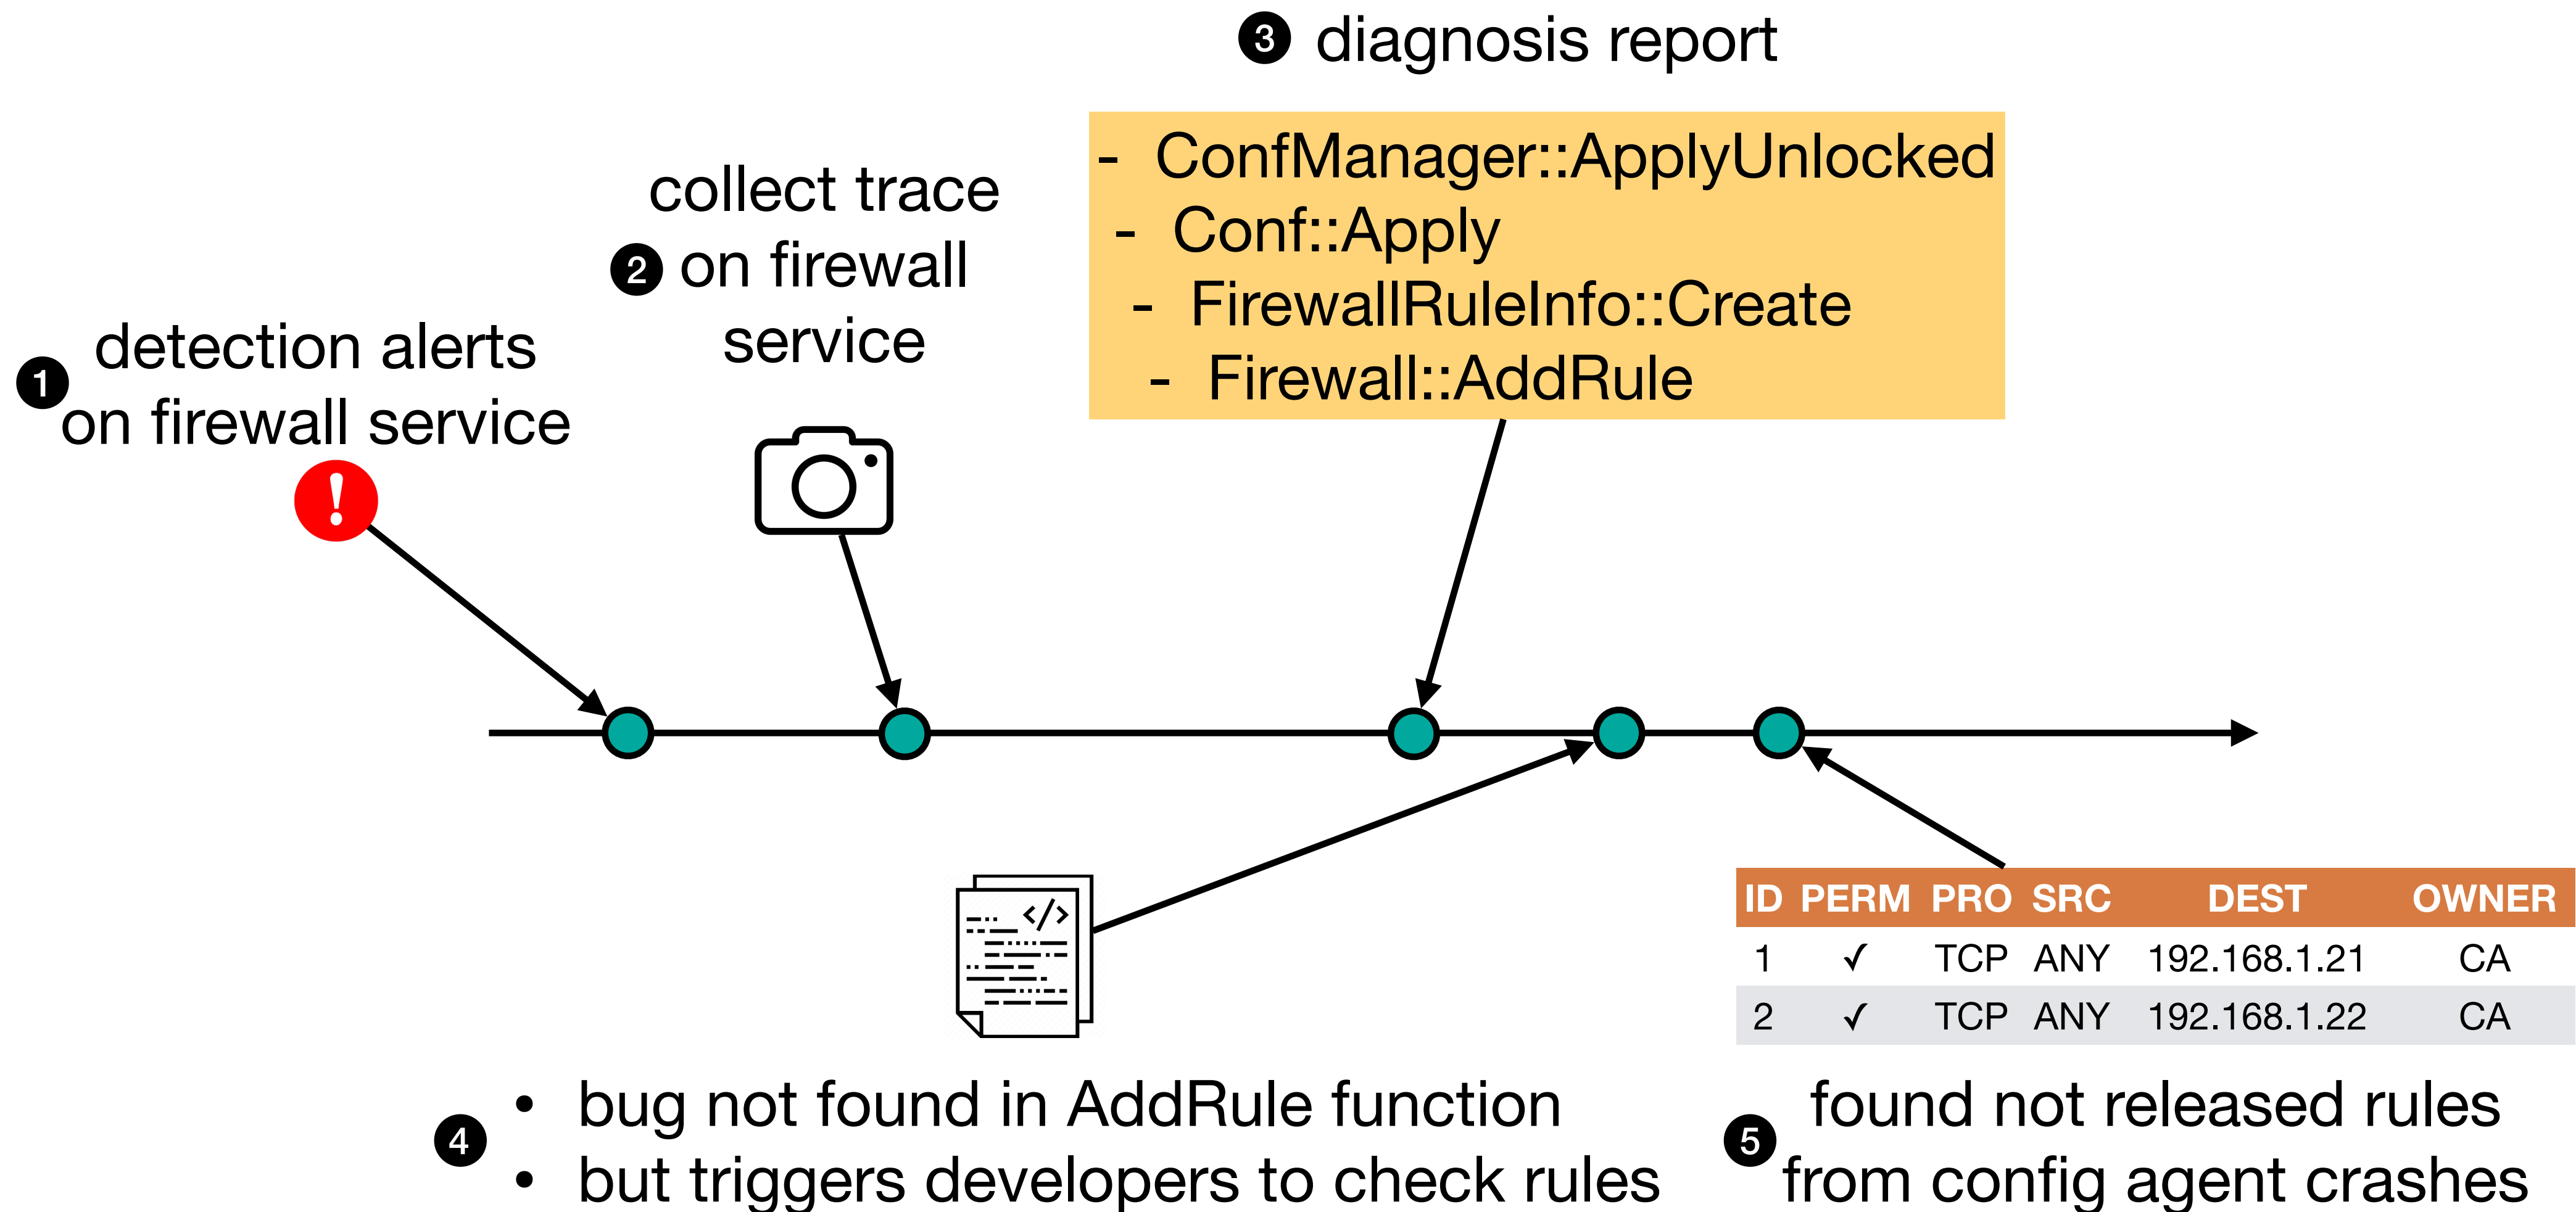 ❸ diagnosis report
- ConfManager::ApplyUnlocked
- Conf::Apply
- FirewallRuleInfo::Create
- Firewall::AddRule
collect trace
❷ on firewall
service
❶ detection alerts
on firewall service
!
</>
❹
• bug not found in AddRule function
• but triggers developers to check rules
ID PERM PRO SRC DEST OWNER
1 ✓ TCP ANY 192.168.1.21 CA
2 ✓ TCP ANY 192.168.1.22 CA
❺ found not released rules
from config agent crashes